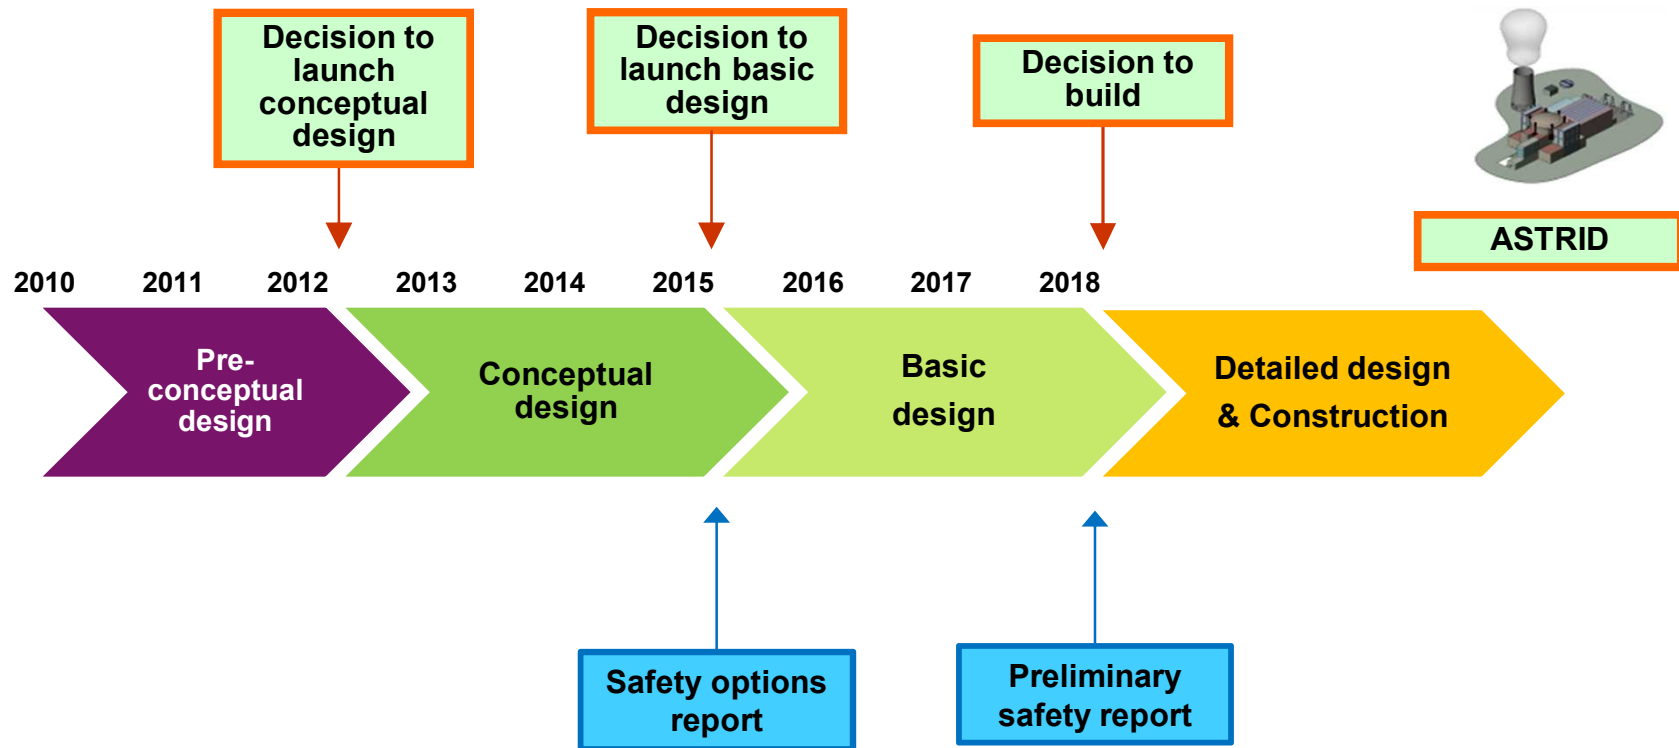 Decision to
launch
conceptual
design
Decision to
launch basic
design
Decision to
build
ASTRID
2010 2011 2012 2013 2014 2015 2016 2017 2018
Pre-
conceptual
design
Conceptual
design
Basic
design
Detailed design
& Construction
Safety options
report
Preliminary
safety report